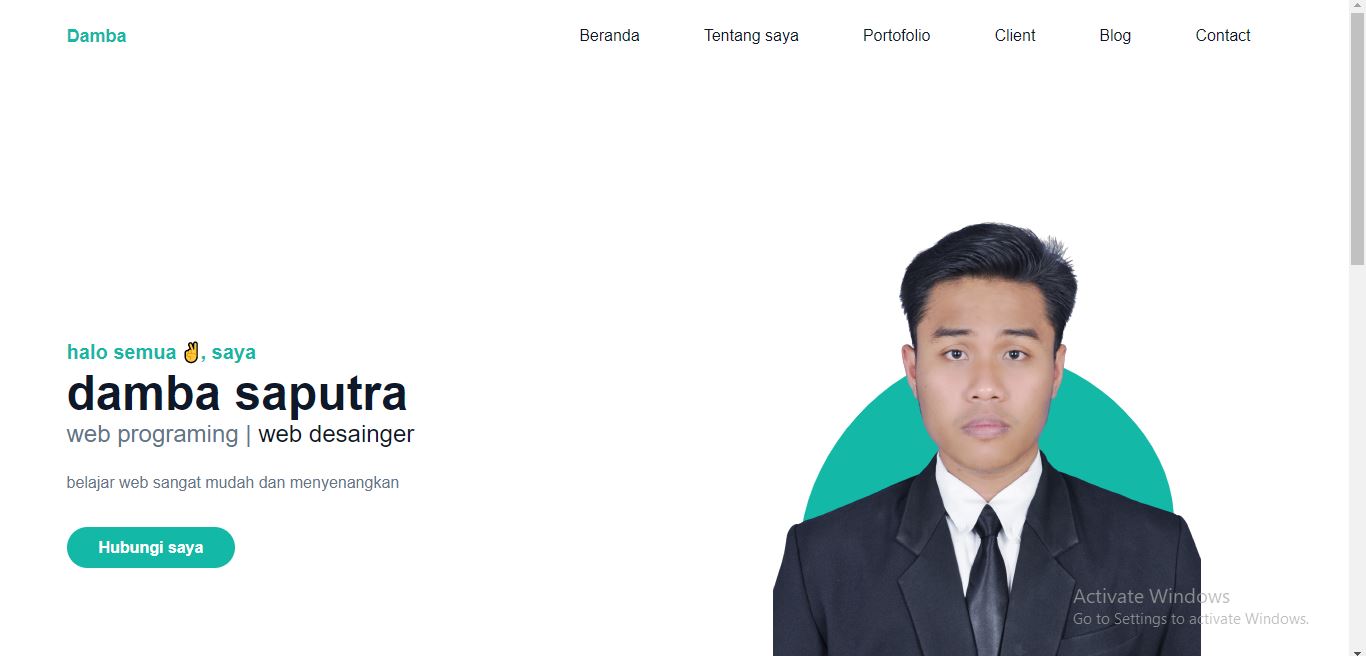 Damba
Beranda Tentang saya Portofolio Client Blog Contact
halo semua ✌, saya
damba saputra
web programing | web desainger
belajar web sangat mudah dan menyenangkan
Hubungi saya
Activate Windows
Go to Settings to activate Windows.